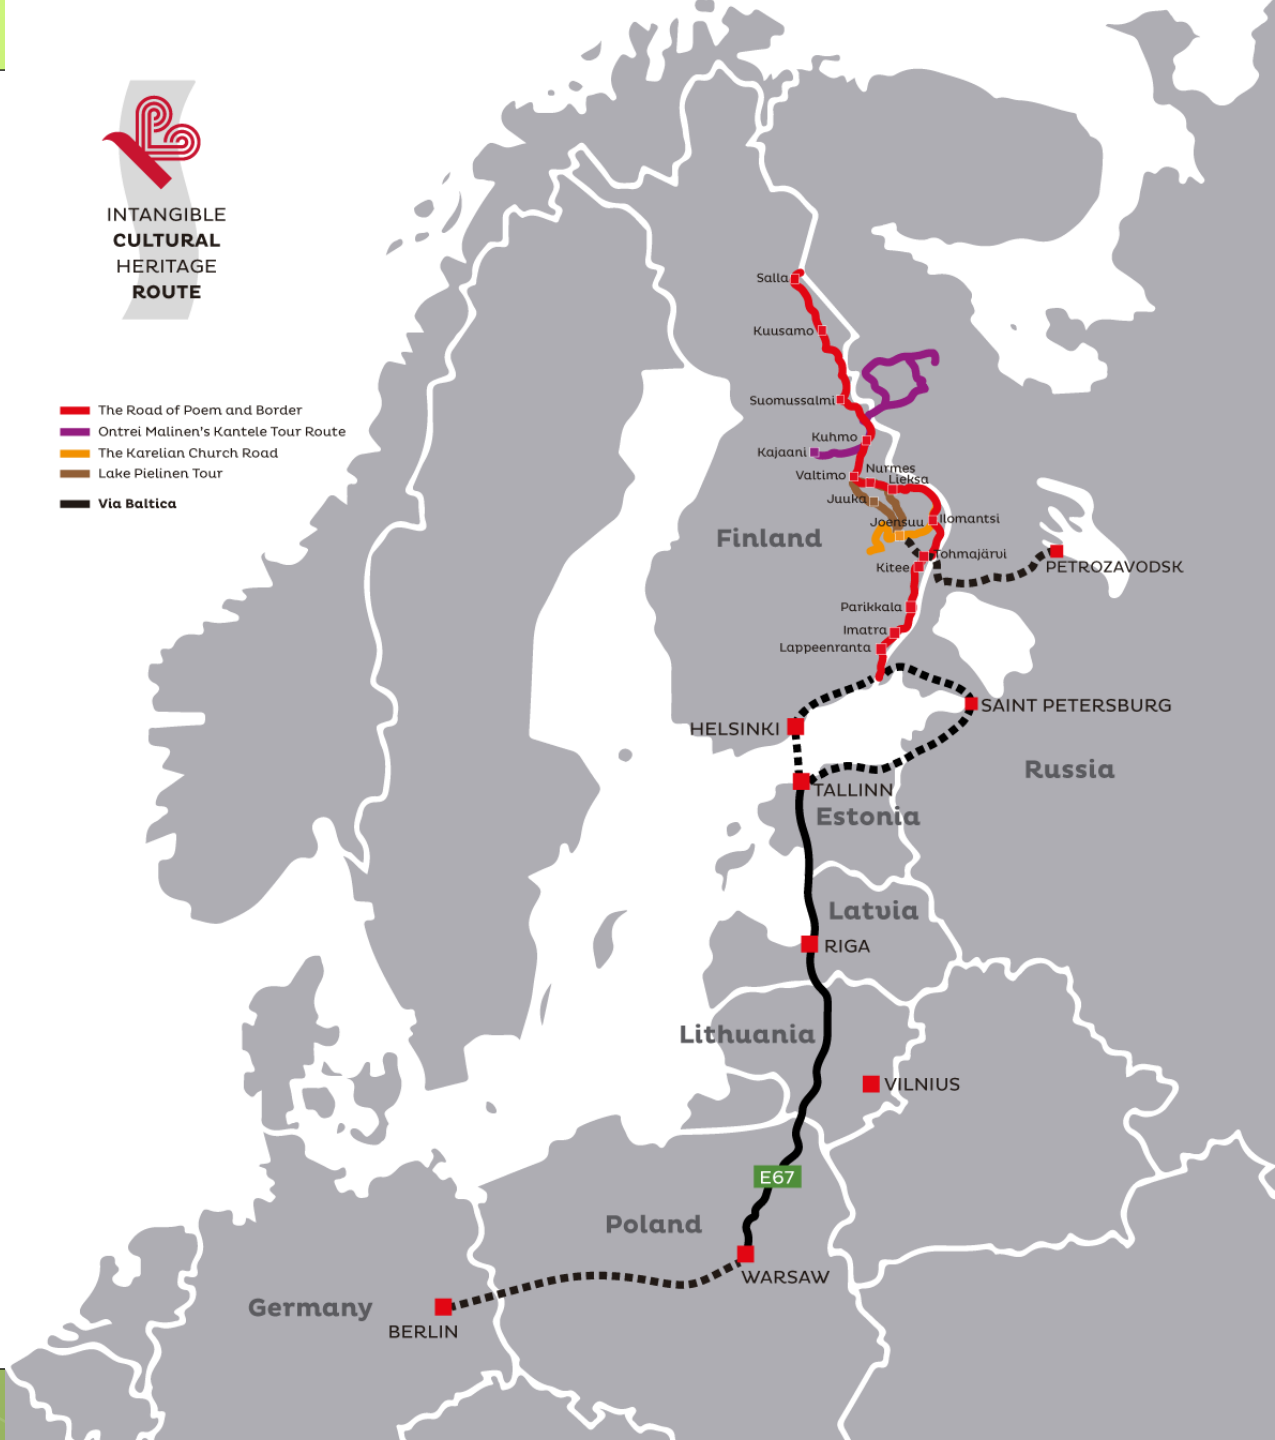 INTANGIBLE
CULTURAL
HERITAGE
ROUTE
The Road of Poem and Border
Ontrei Malinen's Kantele Tour Route
The Karelian Church Road
Lake Pielinen Tour
Via Baltica
Salla
Kuusamo
Suomussalmi
Kuhmo
Kajaani
Nurmes
Valtimo
Lieksa
Juuka
Ilomantsi
Joensuu
Finland
Tohmajärvi
Kitee
PETROZAVODSK
Parikkala
Imatra
Lappeenranta
SAINT PETERSBURG
HELSINKI
Russia
TALLINN
Estonia
Latvia
RIGA
Lithuania
VILNIUS
E67
Poland
WARSAW
Germany
BERLIN